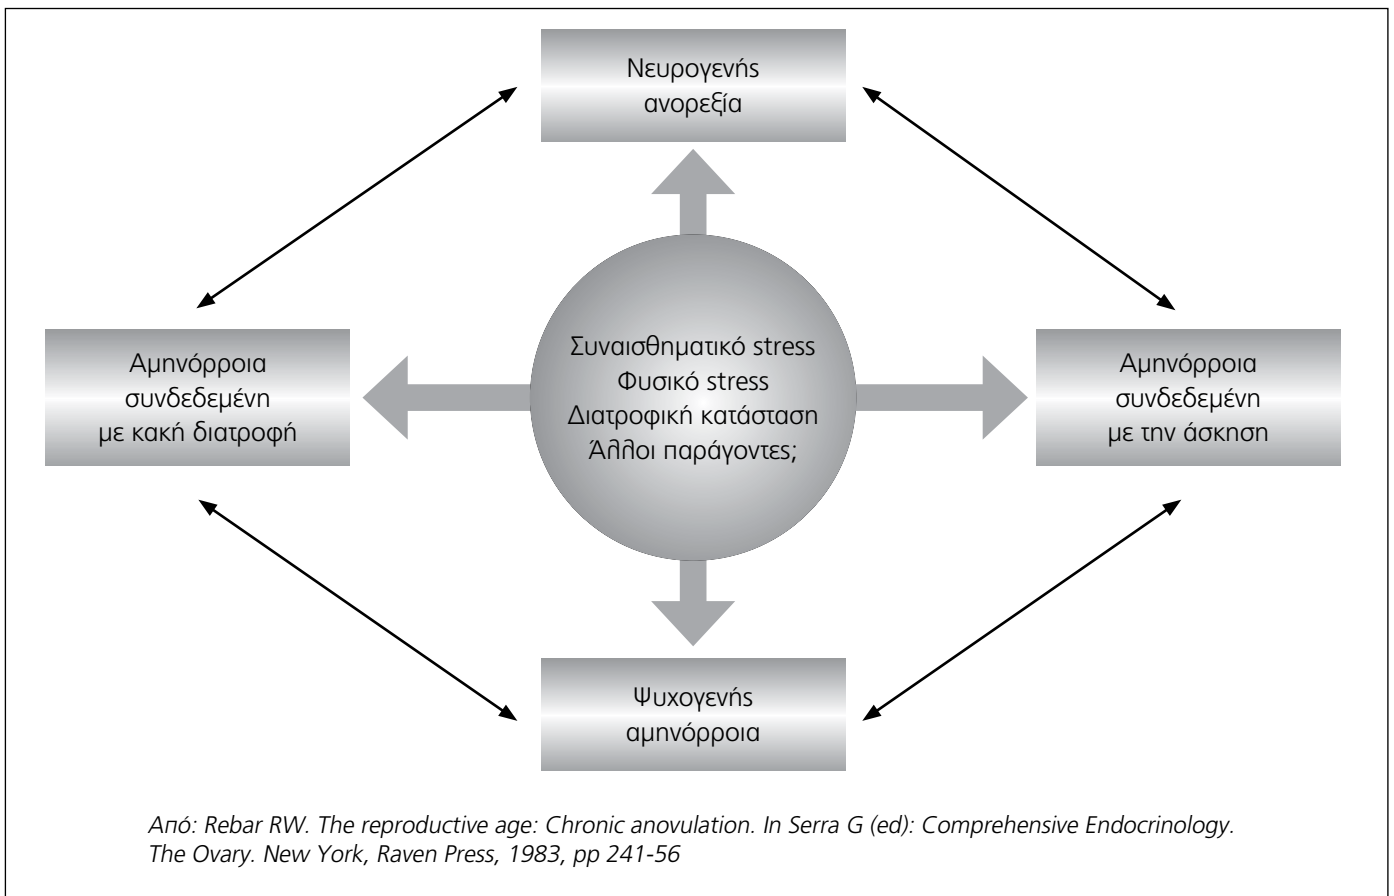 Νευρογενής
ανορεξία
Συναισθηματικό stress
Φυσικό stress
Διατροφική κατάσταση
Άλλοι παράγοντες;
Αμηνόρροια
συνδεδεμένη
με κακή διατροφή
Αμηνόρροια
συνδεδεμένη
με την άσκηση
Ψυχογενής
αμηνόρροια
Από: Rebar RW. The reproductive age: Chronic anovulation. In Serra G (ed): Comprehensive Endocrinology.
The Ovary. New York, Raven Press, 1983, pp 241-56